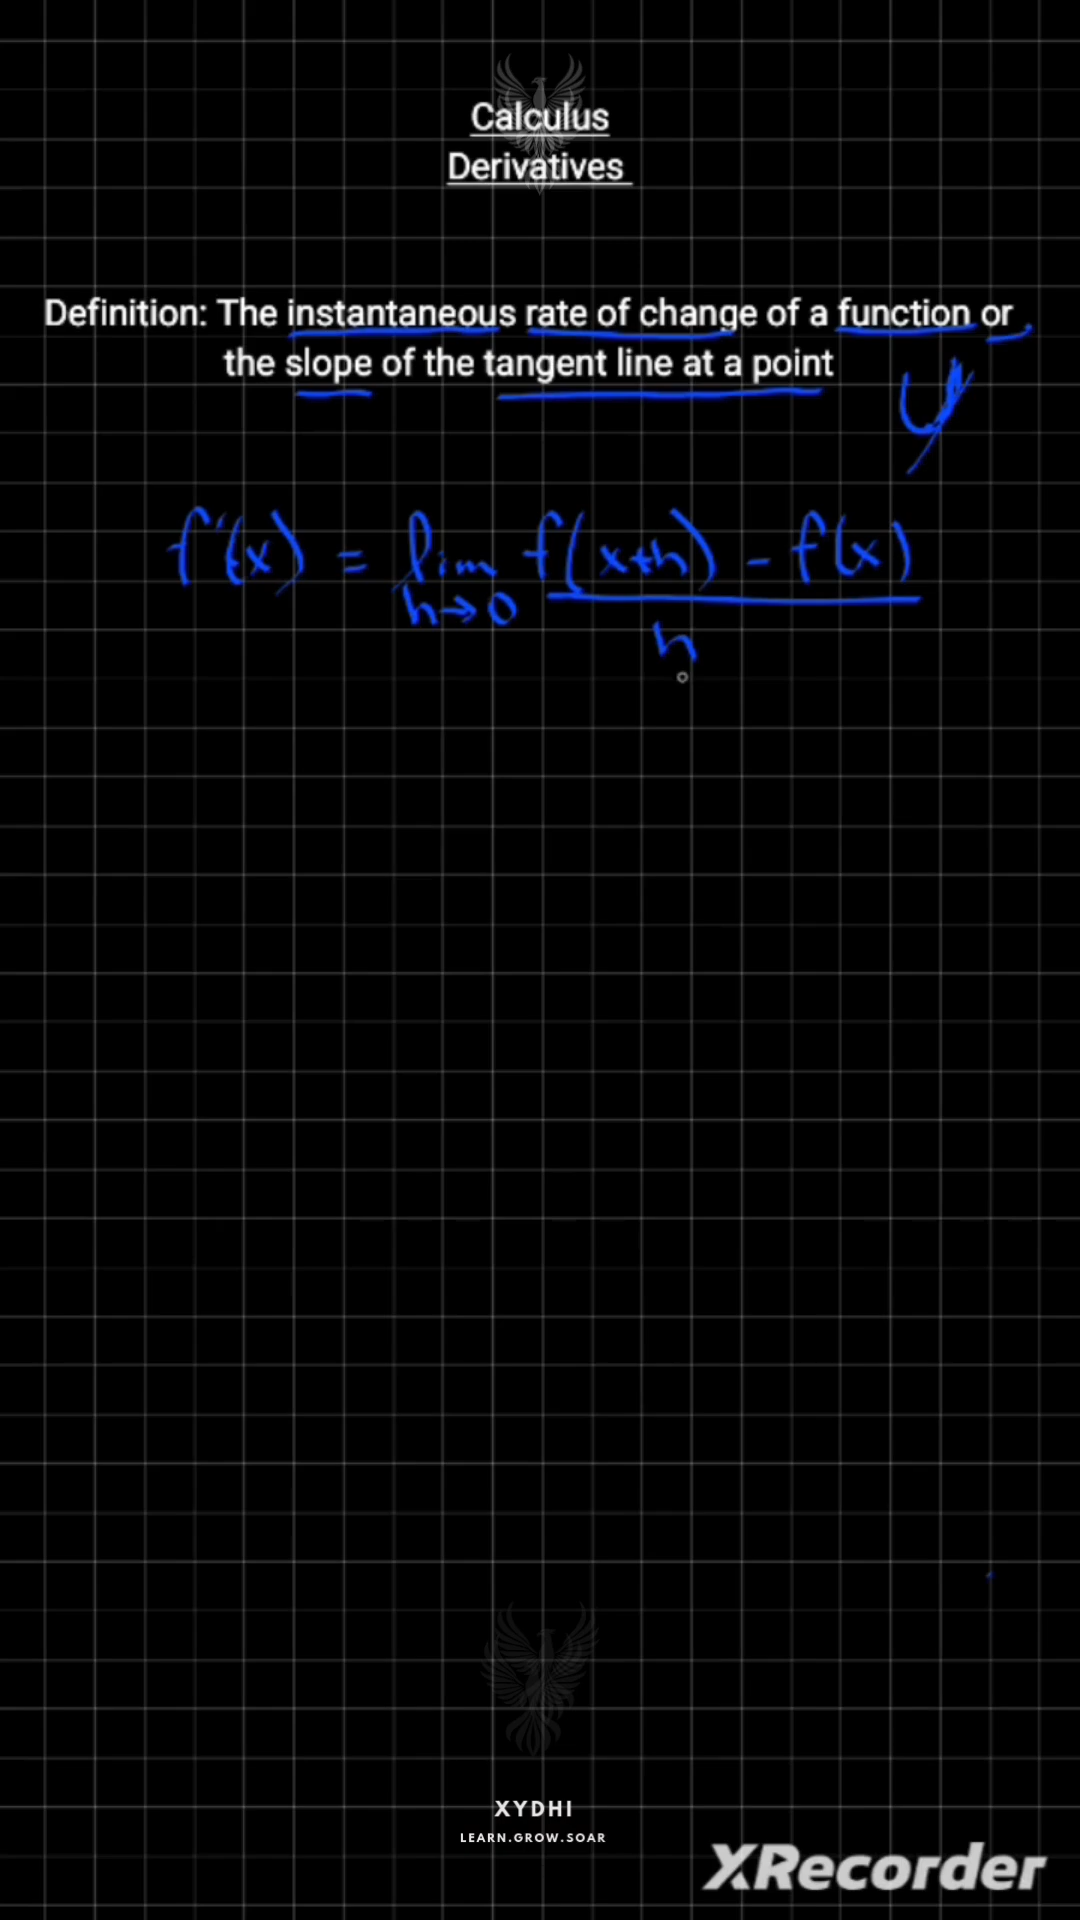 Calculus
Derivatives
Definition: The instantaneous rate of change of a function or
the slope of the tangent line at a point
f'(x) = lim f(x+h) - f(x)
h→0
h
XYDHI
LEARN.GROW.SOAR
XRecorder